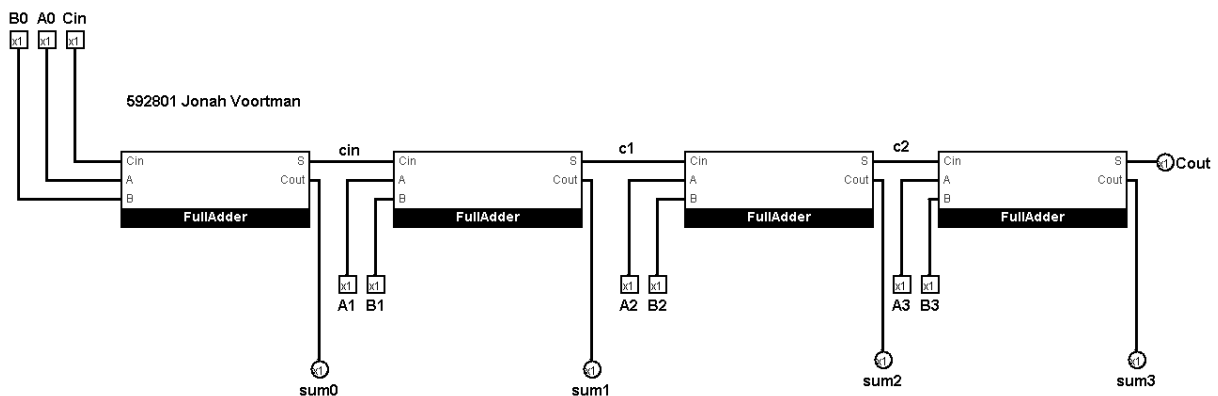 B0 A0 Cin
x1 x1 x1
592801 Jonah Voortman
cin c1 c2
Cin S Cin S Cin S Cin S
x1 Cout
A Cout A Cout A Cout A Cout
B B B B
FullAdder FullAdder FullAdder FullAdder
x1 x1 x1 x1 x1 x1
A1 B1 A2 B2 A3 B3
x1 x1 x1 x1
sum0 sum1 sum2 sum3